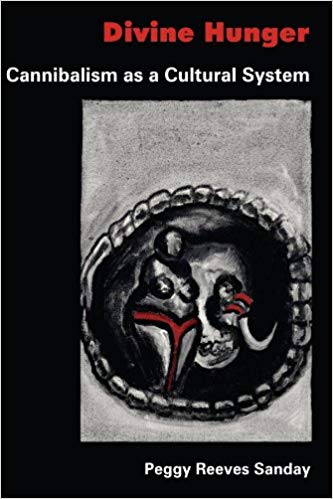 Divine Hunger
Cannibalism as a Cultural System
Peggy Reeves Sanday